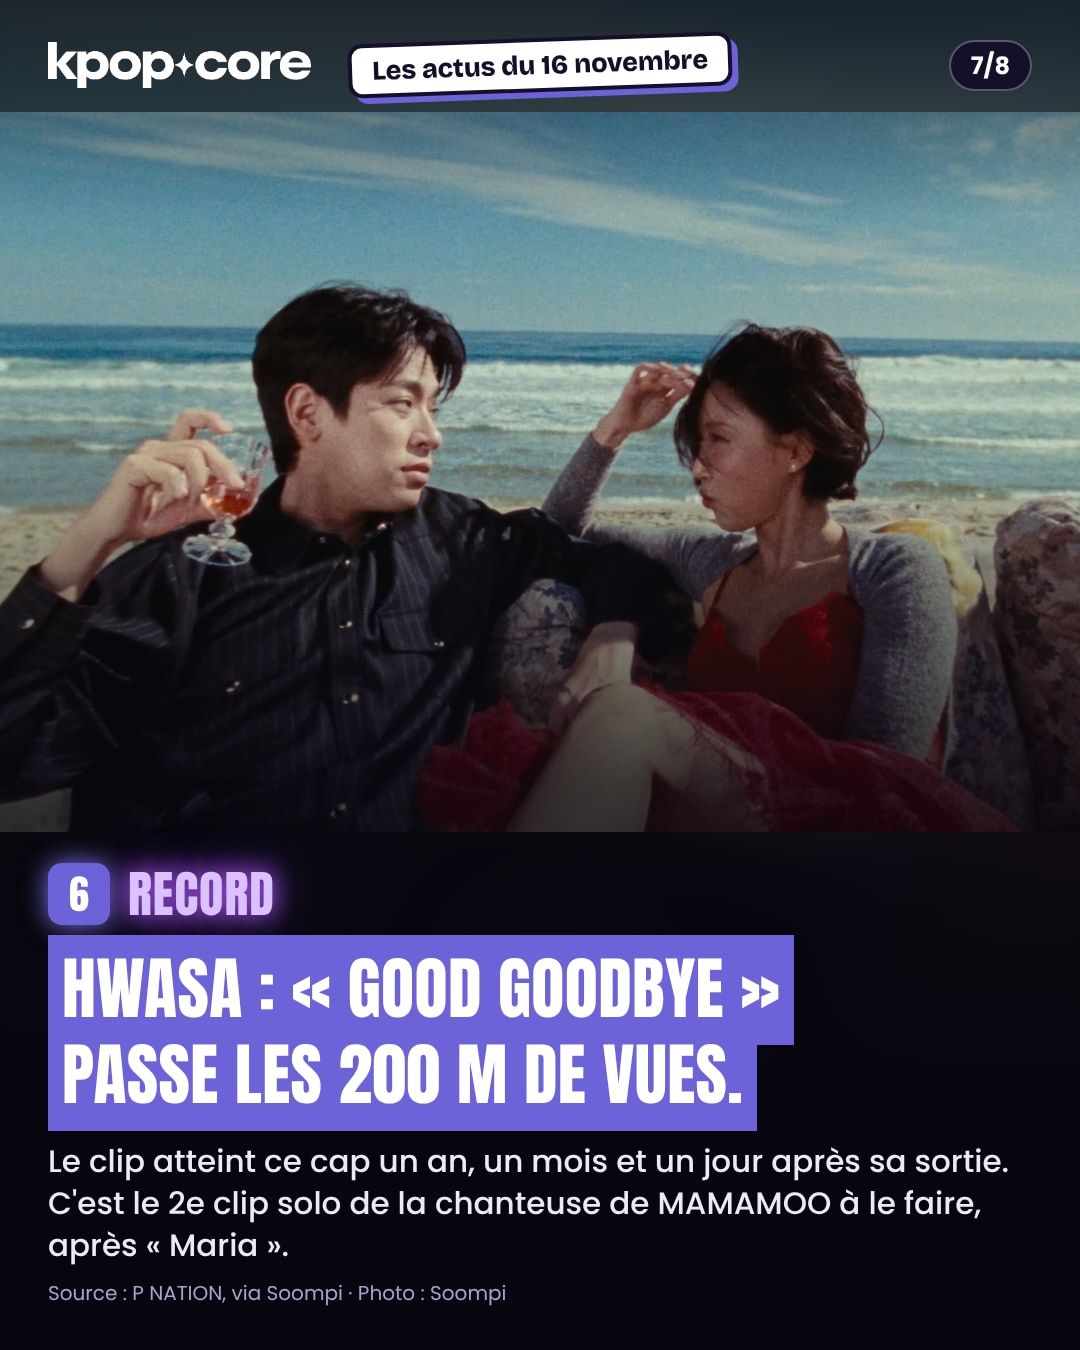 kpop✦core
Les actus du 16 novembre
7/8
6 RECORD
HWASA : « GOOD GOODBYE »
PASSE LES 200 M DE VUES.
Le clip atteint ce cap un an, un mois et un jour après sa sortie.
C'est le 2e clip solo de la chanteuse de MAMAMOO à le faire,
après « Maria ».
Source : P NATION, via Soompi · Photo : Soompi